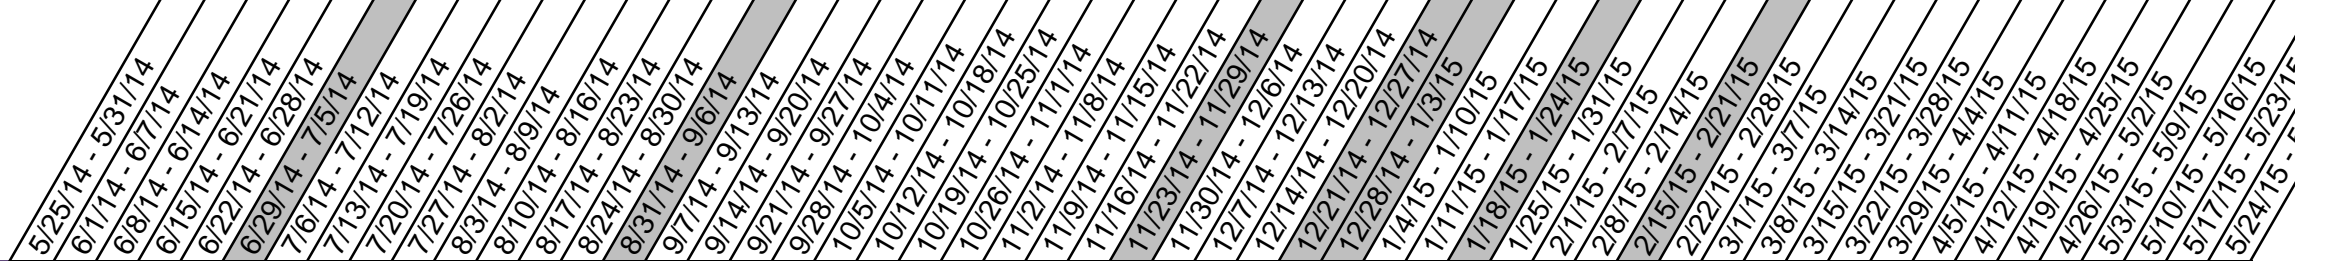 5/25/14 - 5/31/14
6/1/14 - 6/7/14
6/8/14 - 6/14/14
6/15/14 - 6/21/14
6/22/14 - 6/28/14
6/29/14 - 7/5/14
7/6/14 - 7/12/14
7/13/14 - 7/19/14
7/20/14 - 7/26/14
7/27/14 - 8/2/14
8/3/14 - 8/9/14
8/10/14 - 8/16/14
8/17/14 - 8/23/14
8/24/14 - 8/30/14
8/31/14 - 9/6/14
9/7/14 - 9/13/14
9/14/14 - 9/20/14
9/21/14 - 9/27/14
9/28/14 - 10/4/14
10/5/14 - 10/11/14
10/12/14 - 10/18/14
10/19/14 - 10/25/14
10/26/14 - 11/1/14
11/2/14 - 11/8/14
11/9/14 - 11/15/14
11/16/14 - 11/22/14
11/23/14 - 11/29/14
11/30/14 - 12/6/14
12/7/14 - 12/13/14
12/14/14 - 12/20/14
12/21/14 - 12/27/14
12/28/14 - 1/3/15
1/4/15 - 1/10/15
1/11/15 - 1/17/15
1/18/15 - 1/24/15
1/25/15 - 1/31/15
2/1/15 - 2/7/15
2/8/15 - 2/14/15
2/15/15 - 2/21/15
2/22/15 - 2/28/15
3/1/15 - 3/7/15
3/8/15 - 3/14/15
3/15/15 - 3/21/15
3/22/15 - 3/28/15
3/29/15 - 4/4/15
4/5/15 - 4/11/15
4/12/15 - 4/18/15
4/19/15 - 4/25/15
4/26/15 - 5/2/15
5/3/15 - 5/9/15
5/10/15 - 5/16/15
5/17/15 - 5/23/15
5/24/15 -